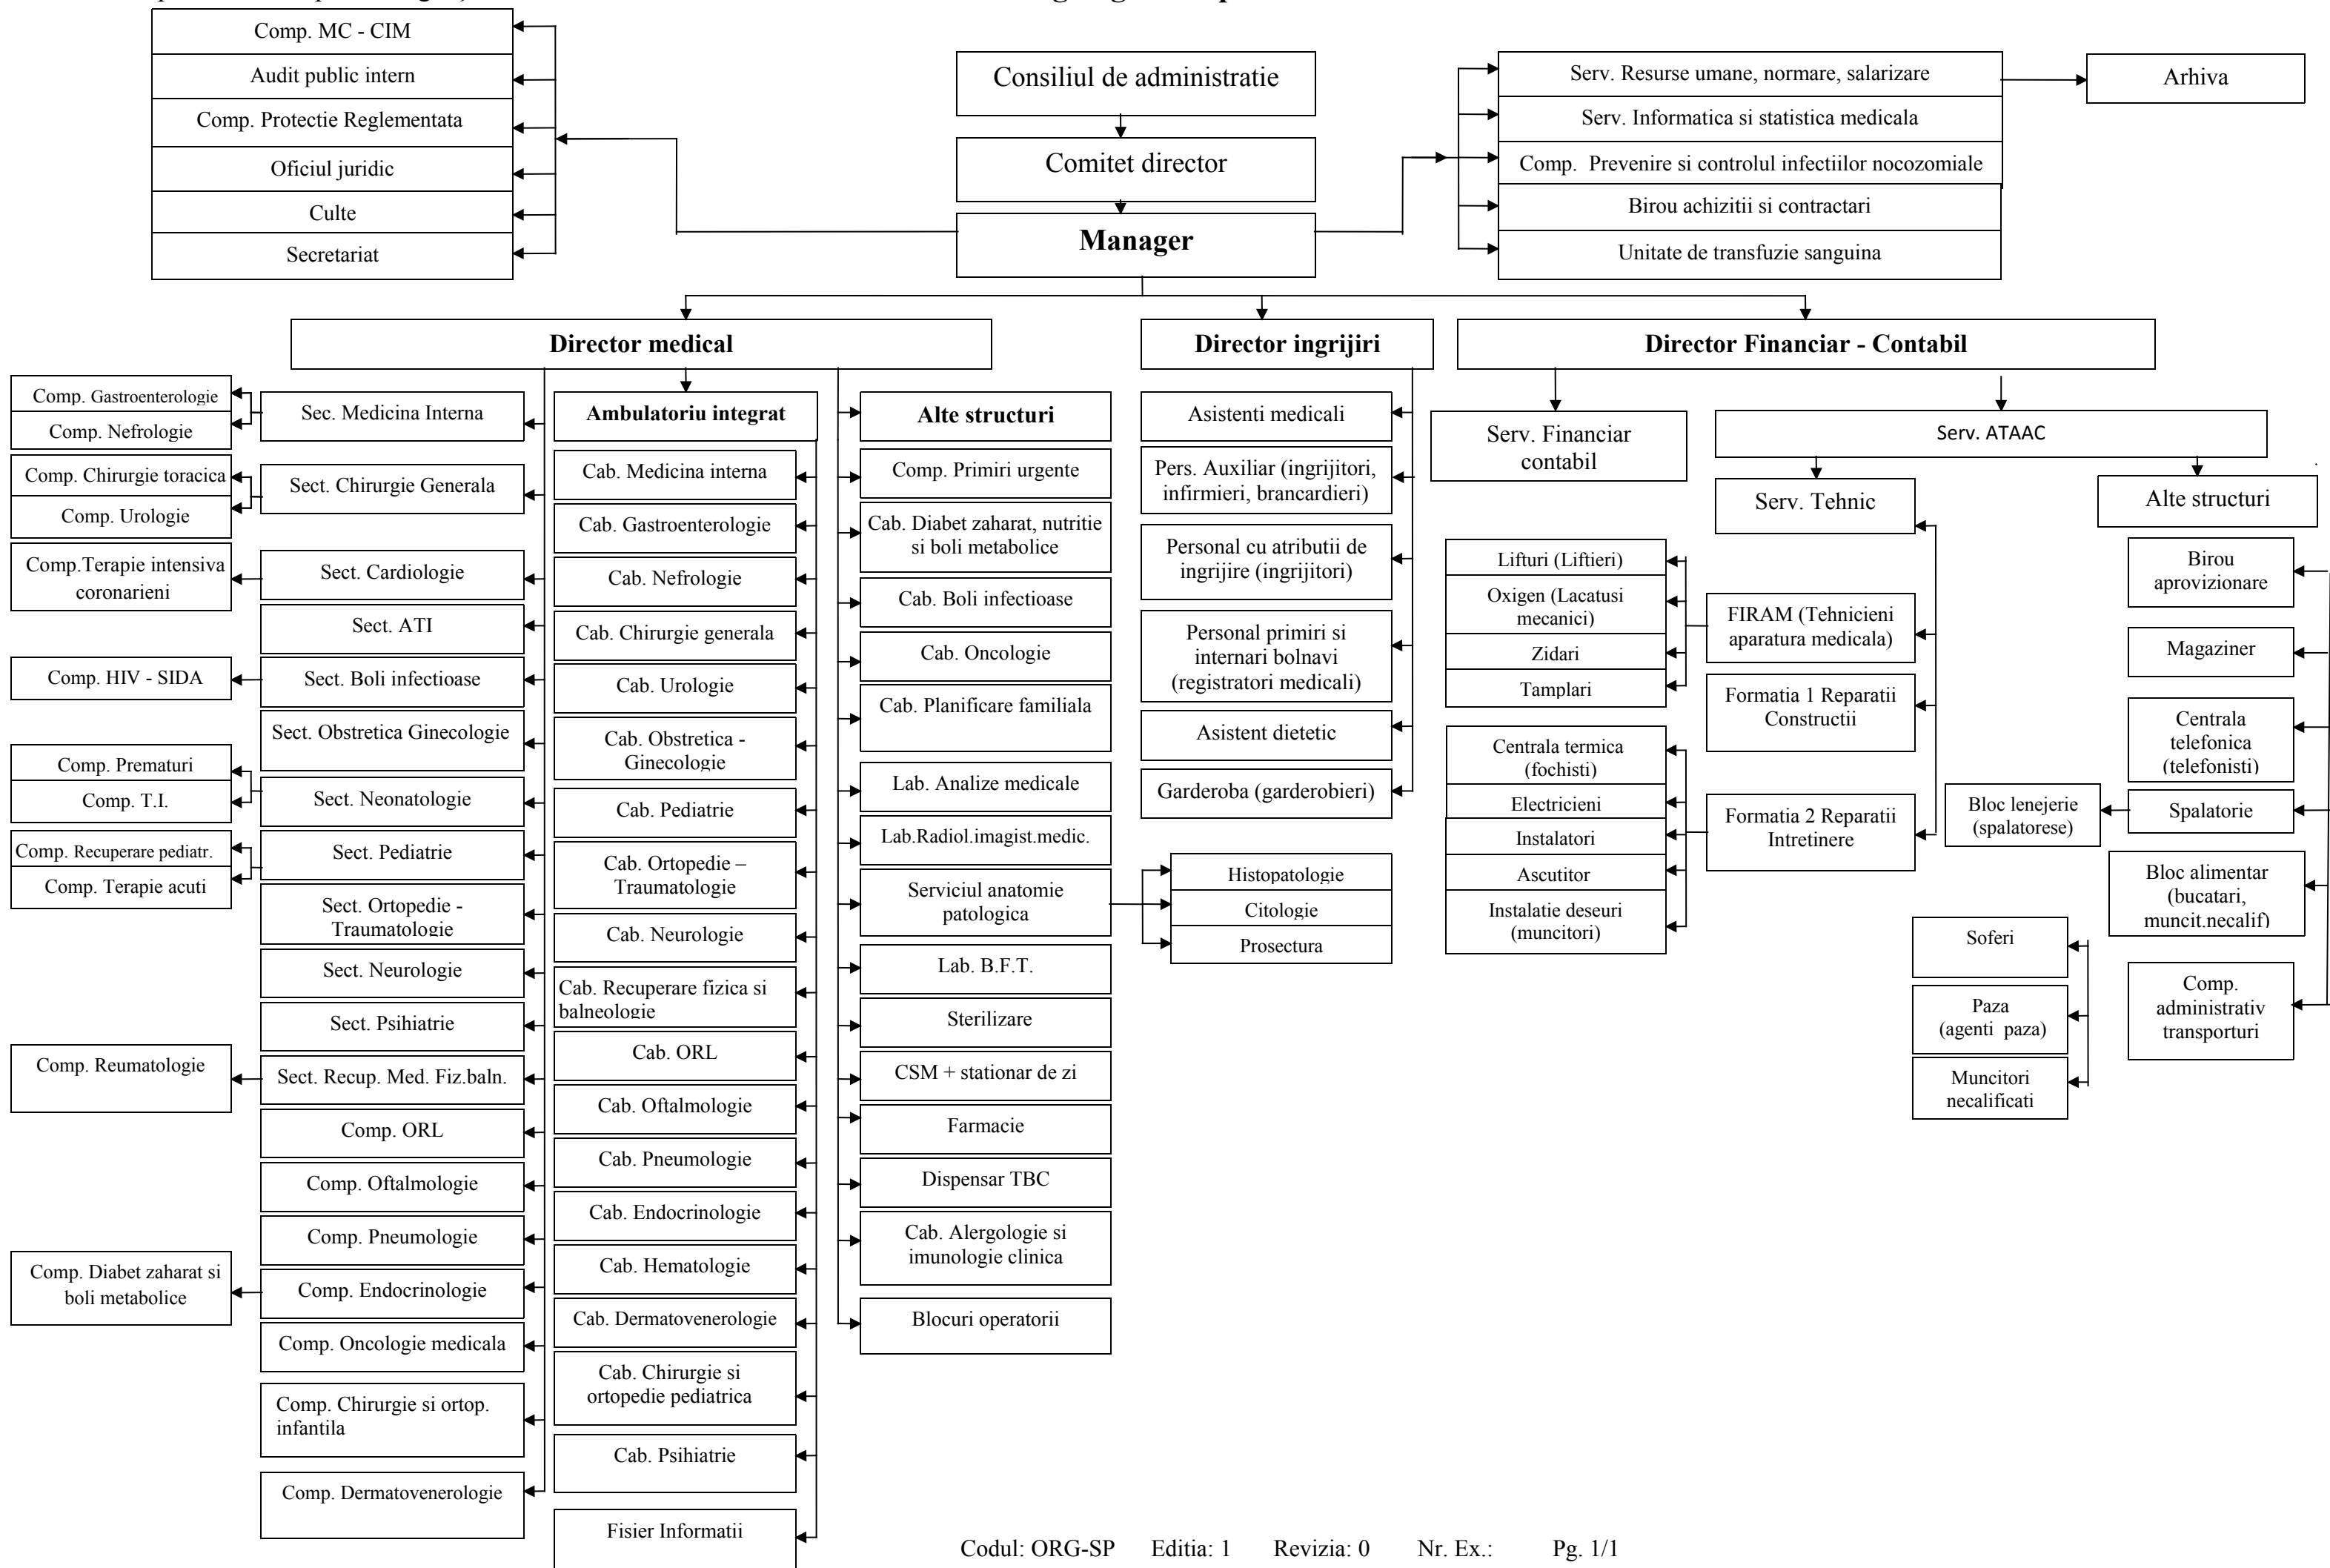 Comp. MC - CIM
Audit public intern
Comp. Protectie Reglementata
Oficiul juridic
Culte
Secretariat
Consiliul de administratie
Comitet director
Manager
Serv. Resurse umane, normare, salarizare
Serv. Informatica si statistica medicala
Comp. Prevenire si controlul infectiilor nocozomiale
Birou achizitii si contractari
Unitate de transfuzie sanguina
Arhiva
Director medical
Director ingrijiri
Director Financiar - Contabil
Comp. Gastroenterologie
Comp. Nefrologie
Comp. Chirurgie toracica
Comp. Urologie
Comp.Terapie intensiva
coronarieni
Comp. HIV - SIDA
Comp. Prematuri
Comp. T.I.
Comp. Recuperare pediatr.
Comp. Terapie acuti
Comp. Reumatologie
Comp. Diabet zaharat si
boli metabolice
Sec. Medicina Interna
Sect. Chirurgie Generala
Sect. Cardiologie
Sect. ATI
Sect. Boli infectioase
Sect. Obstretica Ginecologie
Sect. Neonatologie
Sect. Pediatrie
Sect. Ortopedie -
Traumatologie
Sect. Neurologie
Sect. Psihiatrie
Sect. Recup. Med. Fiz.baln.
Comp. ORL
Comp. Oftalmologie
Comp. Pneumologie
Comp. Endocrinologie
Comp. Oncologie medicala
Comp. Chirurgie si ortop.
infantila
Comp. Dermatovenerologie
Ambulatoriu integrat
Cab. Medicina interna
Cab. Gastroenterologie
Cab. Nefrologie
Cab. Chirurgie generala
Cab. Urologie
Cab. Obstretica -
Ginecologie
Cab. Pediatrie
Cab. Ortopedie –
Traumatologie
Cab. Neurologie
Cab. Recuperare fizica si
balneologie
Cab. ORL
Cab. Oftalmologie
Cab. Pneumologie
Cab. Endocrinologie
Cab. Hematologie
Cab. Dermatovenerologie
Cab. Chirurgie si
ortopedie pediatrica
Cab. Psihiatrie
Fisier Informatii
Alte structuri
Comp. Primiri urgente
Cab. Diabet zaharat, nutritie
si boli metabolice
Cab. Boli infectioase
Cab. Oncologie
Cab. Planificare familiala
Lab. Analize medicale
Lab.Radiol.imagist.medic.
Serviciul anatomie
patologica
Lab. B.F.T.
Sterilizare
CSM + stationar de zi
Farmacie
Dispensar TBC
Cab. Alergologie si
imunologie clinica
Blocuri operatorii
Histopatologie
Citologie
Prosectura
Asistenti medicali
Pers. Auxiliar (ingrijitori,
infirmieri, brancardieri)
Personal cu atributii de
ingrijire (ingrijitori)
Personal primiri si
internari bolnavi
(registratori medicali)
Asistent dietetic
Garderoba (garderobieri)
Serv. Financiar
contabil
Serv. ATAAC
Serv. Tehnic
Alte structuri
Lifturi (Liftieri)
Oxigen (Lacatusi
mecanici)
Zidari
Tamplari
Centrala termica
(fochisti)
Electricieni
Instalatori
Ascutitor
Instalatie deseuri
(muncitori)
FIRAM (Tehnicieni
aparatura medicala)
Formatia 1 Reparatii
Constructii
Formatia 2 Reparatii
Intretinere
Birou
aprovizionare
Magaziner
Centrala
telefonica
(telefonisti)
Bloc lenejerie
(spalatorese)
Spalatorie
Bloc alimentar
(bucatari,
muncit.necalif)
Comp.
administrativ
transporturi
Soferi
Paza
(agenti paza)
Muncitori
necalificati
Codul: ORG-SP Editia: 1 Revizia: 0 Nr. Ex.: Pg. 1/1